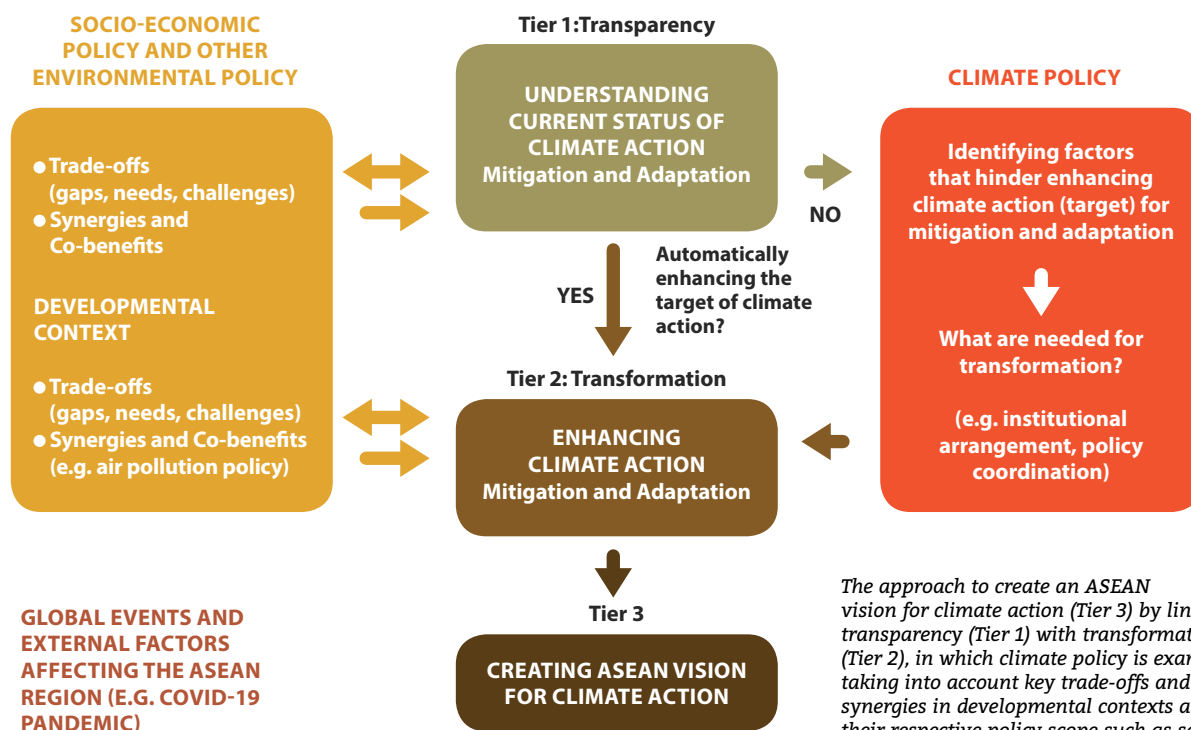 SOCIO-ECONOMIC
POLICY AND OTHER
ENVIRONMENTAL POLICY
● Trade-offs
(gaps, needs, challenges)
● Synergies and
Co-benefits
DEVELOPMENTAL
CONTEXT
● Trade-offs
(gaps, needs, challenges)
● Synergies and Co-benefits
(e.g. air pollution policy)
GLOBAL EVENTS AND
EXTERNAL FACTORS
AFFECTING THE ASEAN
REGION (E.G. COVID-19
PANDEMIC)
Tier 1:Transparency
UNDERSTANDING
CURRENT STATUS OF
CLIMATE ACTION
Mitigation and Adaptation
NO
YES
Automatically
enhancing the
target of climate
action?
Tier 2: Transformation
ENHANCING
CLIMATE ACTION
Mitigation and Adaptation
Tier 3
CREATING ASEAN VISION
FOR CLIMATE ACTION
CLIMATE POLICY
Identifying factors
that hinder enhancing
climate action (target) for
mitigation and adaptation
What are needed for
transformation?
(e.g. institutional
arrangement, policy
coordination)
The approach to create an ASEAN
vision for climate action (Tier 3) by
transparency (Tier 1) with
(Tier 2), in which climate policy is
taking into account key trade-offs and
synergies in developmental contexts
their respective policy scope such as